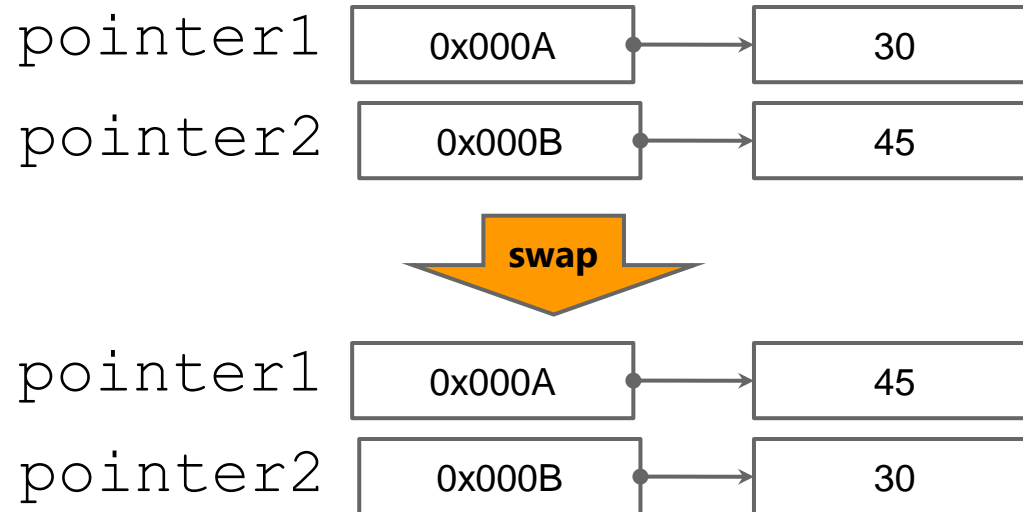 pointer1 0x000A 30
pointer2 0x000B 45
swap
pointer1 0x000A 45
pointer2 0x000B 30